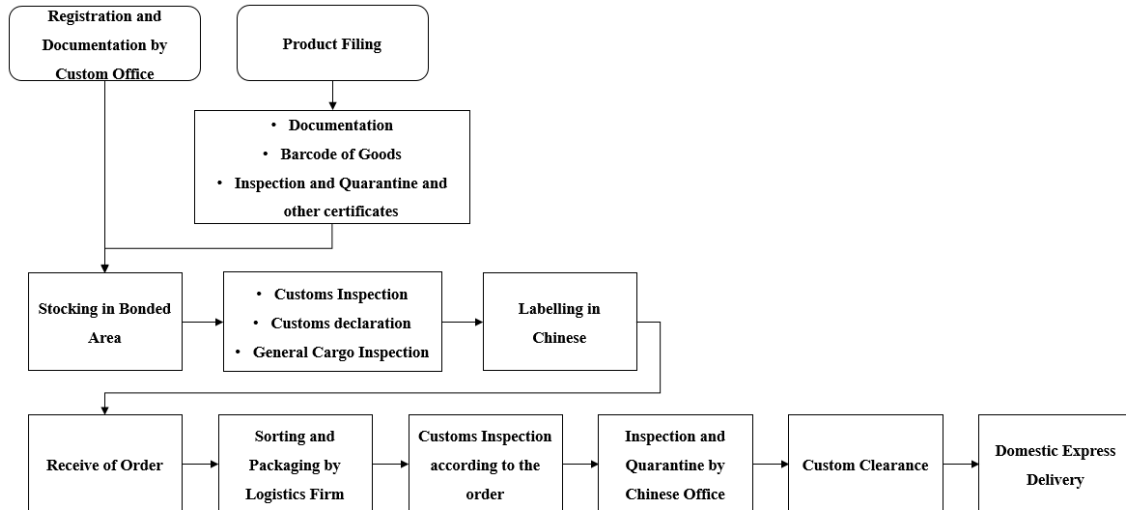 Registration and
Documentation by
Custom Office
Product Filing
• Documentation
• Barcode of Goods
• Inspection and Quarantine and
other certificates
Stocking in Bonded
Area
• Customs Inspection
• Customs declaration
• General Cargo Inspection
Labelling in
Chinese
Receive of Order
Sorting and
Packaging by
Logistics Firm
Customs Inspection
according to the
order
Inspection and
Quarantine by
Chinese Office
Custom Clearance
Domestic Express
Delivery